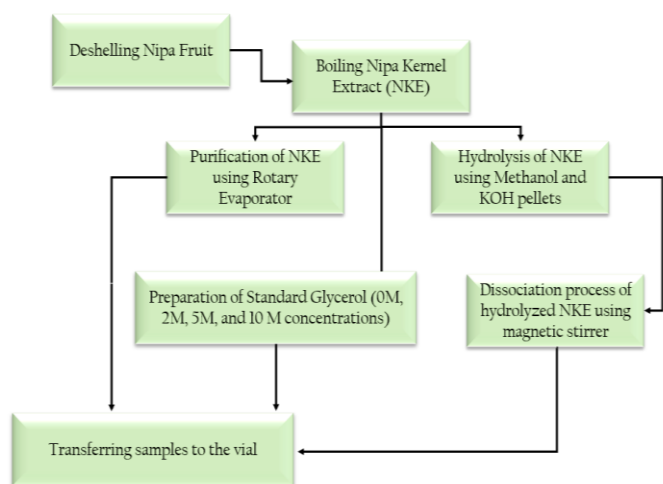 Deshelling Nipa Fruit
Boiling Nipa Kernel
Extract (NKE)
Purification of NKE
using Rotary
Evaporator
Hydrolysis of NKE
using Methanol and
KOH pellets
Preparation of Standard Glycerol (0M,
2M, 5M, and 10 M concentrations)
Dissociation process of
hydrolyzed NKE using
magnetic stirrer
Transferring samples to the vial